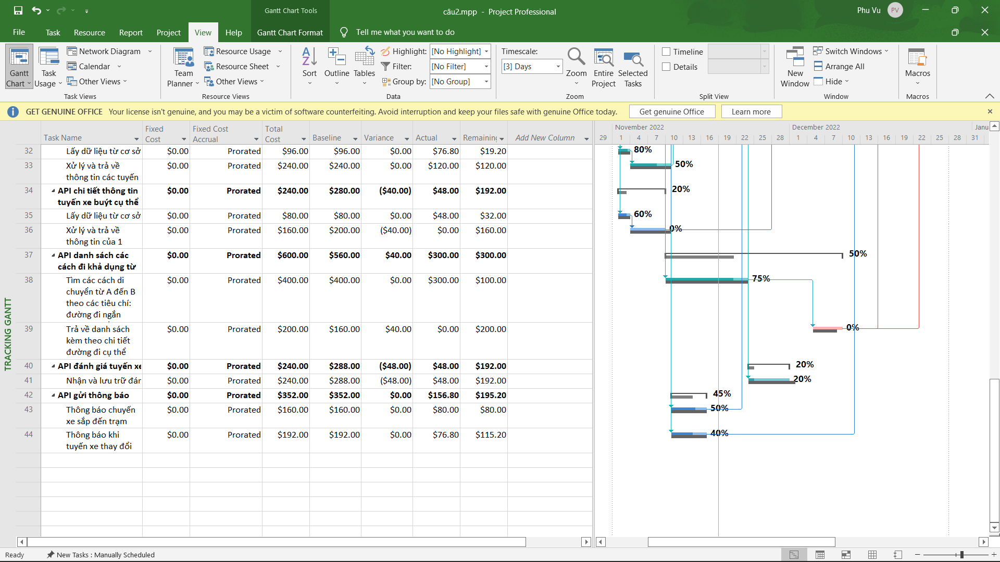 Gantt Chart Tools
câu2.mpp - Project Professional
Phu Vu PV
File Task Resource Report Project View Help Gantt Chart Format Tell me what you want to do
Gantt Chart
Task Usage
Network Diagram
Calendar
Other Views
Task Views
Team Planner
Resource Usage
Resource Sheet
Other Views
Resource Views
Sort
Outline
Tables
Highlight: [No Highlight]
Filter: [No Filter]
Group by: [No Group]
Data
Timescale:
[3] Days
Zoom
Entire Project
Selected Tasks
Zoom
Timeline
Details
Split View
New Window
Switch Windows
Arrange All
Hide
Window
Macros
Macros
GET GENUINE OFFICE Your license isn't genuine, and you may be a victim of software counterfeiting. Avoid interruption and keep your files safe with genuine Office today. Get genuine Office Learn more
TRACKING GANTT
Task Name Fixed Cost Fixed Cost Accrual Total Cost Baseline Variance Actual Remaining Add New Column
32 Lấy dữ liệu từ cơ sở $0.00 Prorated $96.00 $96.00 $0.00 $76.80 $19.20
33 Xử lý và trả về $0.00 Prorated $240.00 $240.00 $0.00 $120.00 $120.00
thông tin các tuyến
34 API chi tiết thông tin $0.00 Prorated $240.00 $280.00 ($40.00) $48.00 $192.00
tuyến xe buýt cụ thể
35 Lấy dữ liệu từ cơ sở $0.00 Prorated $80.00 $80.00 $0.00 $48.00 $32.00
36 Xử lý và trả về $0.00 Prorated $160.00 $200.00 ($40.00) $0.00 $160.00
thông tin của 1
37 API danh sách các $0.00 Prorated $600.00 $560.00 $40.00 $300.00 $300.00
cách đi khả dụng từ
38 Tìm các cách di $0.00 Prorated $400.00 $400.00 $0.00 $300.00 $100.00
chuyển từ A đến B
theo các tiêu chí:
đường đi ngắn
39 Trả về danh sách $0.00 Prorated $200.00 $160.00 $40.00 $0.00 $200.00
kèm theo chi tiết
đường đi cụ thể
40 API đánh giá tuyến xe $0.00 Prorated $240.00 $288.00 ($48.00) $48.00 $192.00
41 Nhận và lưu trữ đán $0.00 Prorated $240.00 $288.00 ($48.00) $48.00 $192.00
42 API gửi thông báo $0.00 Prorated $352.00 $352.00 $0.00 $156.80 $195.20
43 Thông báo chuyến $0.00 Prorated $160.00 $160.00 $0.00 $80.00 $80.00
xe sắp đến trạm
44 Thông báo khi $0.00 Prorated $192.00 $192.00 $0.00 $76.80 $115.20
tuyến xe thay đổi
November 2022 December 2022 Janu
29 1 4 7 10 13 16 19 22 25 28 1 4 7 10 13 16 19 22 25 28 31
80%
50%
20%
60%
0%
50%
75%
0%
20%
20%
45%
50%
40%
Ready New Tasks : Manually Scheduled